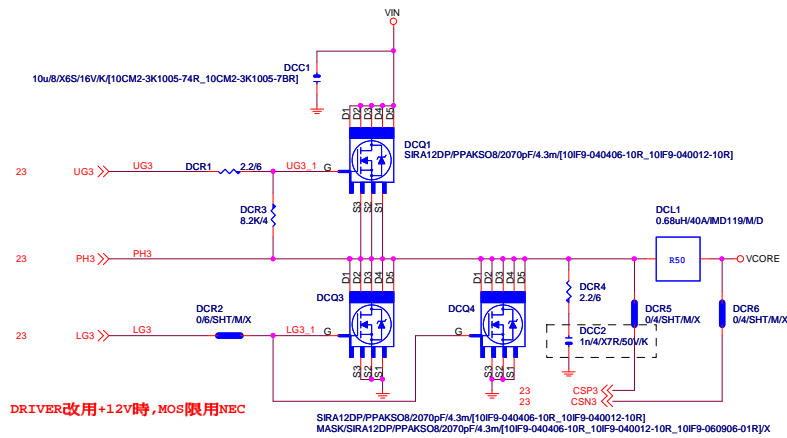 VIN
DCC1
10u/8/X6S/16V/K/[10CM2-3K1005-74R_10CM2-3K1005-7BR]
D1
D2
D3
D4
D5
DCQ1
SIRA12DP/PPAKSO8/2070pF/4.3m/[10IF9-040406-10R_10IF9-040012-10R]
23
UG3
UG3
DCR1
2.2/6
UG3_1
G
S3
S2
S1
DCR3
8.2K/4
DCL1
0.68uH/40A/IMD119/M/D
R50
VCORE
23
PH3
PH3
D1
D2
D3
D4
D5
D1
D2
D3
D4
D5
DCR4
2.2/6
DCR2
0/6/SHT/M/X
DCQ3
DCQ4
DCR5
0/4/SHT/M/X
DCR6
0/4/SHT/M/X
23
LG3
LG3
LG3_1
G
G
DCC2
1n/4/X7R/50V/K
S3
S2
S1
S3
S2
S1
23
CSP3
23
CSN3
DRIVER改用+12V時,MOS限用NEC
SIRA12DP/PPAKSO8/2070pF/4.3m/[10IF9-040406-10R_10IF9-040012-10R]
MASK/SIRA12DP/PPAKSO8/2070pF/4.3m/[10IF9-040406-10R_10IF9-040012-10R_10IF9-060906-01R]/X